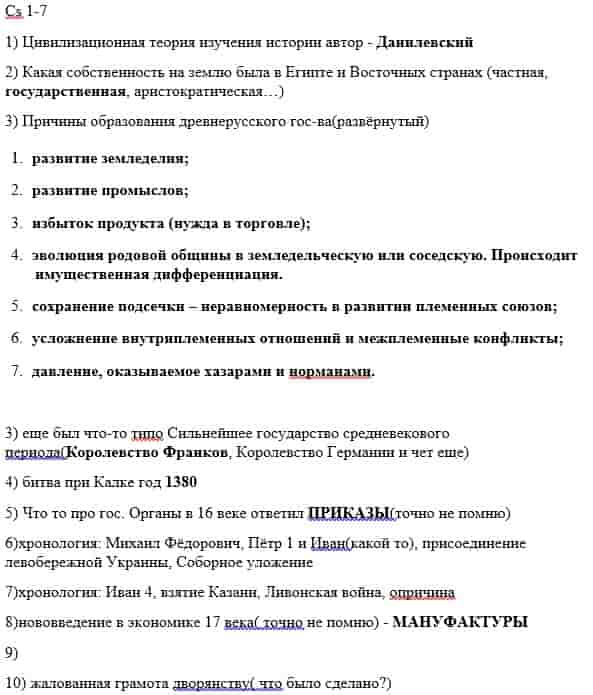 Cs 1-7
1) Цивилизационная теория изучения истории автор - Данилевский
2) Какая собственность на землю была в Египте и Восточных странах (частная,
государственная, аристократическая…)
3) Причины образования древнерусского гос-ва(развёрнутый)
1. развитие земледелия;
2. развитие промыслов;
3. избыток продукта (нужда в торговле);
4. эволюция родовой общины в земледельческую или соседскую. Происходит
имущественная дифференциация.
5. сохранение подсечки – неравномерность в развитии племенных союзов;
6. усложнение внутриплеменных отношений и межплеменные конфликты;
7. давление, оказываемое хазарами и норманами.
3) еще был что-то типо Сильнейшее государство средневекового
периода(Королевство Франков, Королевство Германии и чет еще)
4) битва при Калке год 1380
5) Что то про гос. Органы в 16 веке ответил ПРИКАЗЫ(точно не помню)
6)хронология: Михаил Фёдорович, Пётр 1 и Иван(какой то), присоединение
левобережной Украины, Соборное уложение
7)хронология: Иван 4, взятие Казани, Ливонская война, опричина
8)нововведение в экономике 17 века( точно не помню) - МАНУФАКТУРЫ
9)
10) жалованная грамота дворянству( что было сделано?)